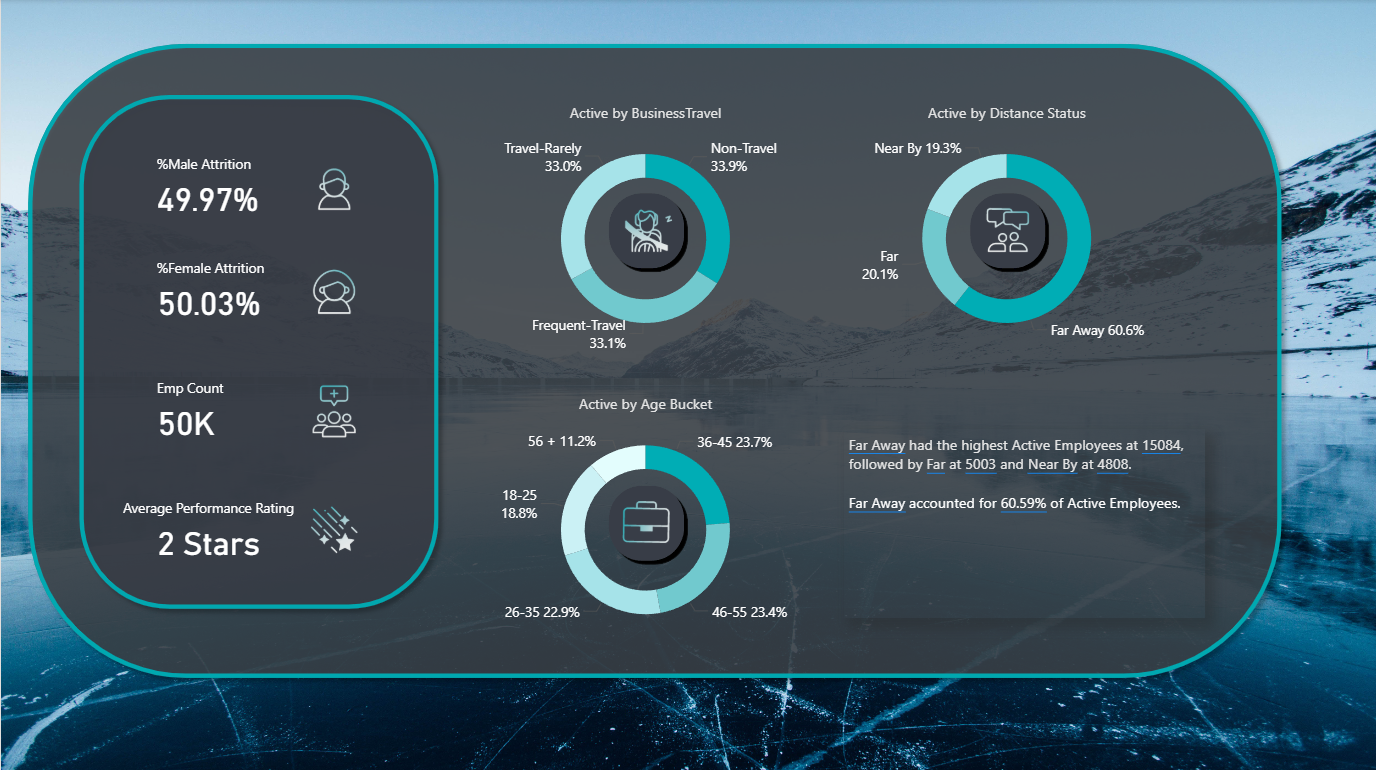 %Male Attrition
49.97%
%Female Attrition
50.03%
Emp Count
50K
Average Performance Rating
2 Stars
Active by BusinessTravel
Travel-Rarely
33.0%
Non-Travel
33.9%
Frequent-Travel
33.1%
Active by Distance Status
Near By 19.3%
Far
20.1%
Far Away 60.6%
Active by Age Bucket
56 + 11.2%
36-45 23.7%
18-25
18.8%
26-35 22.9%
46-55 23.4%
Far Away had the highest Active Employees at 15084,
followed by Far at 5003 and Near By at 4808.
Far Away accounted for 60.59% of Active Employees.